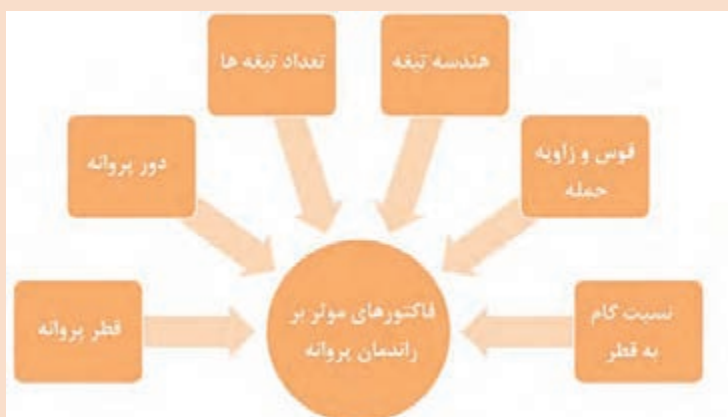 هندسه تیغه
تعداد تیغه ها
قوس و زاویه
حمله
دور پروانه
نسبت گام
به قطر
قطر پروانه
فاکتورهای موثر بر
راندمان پروانه